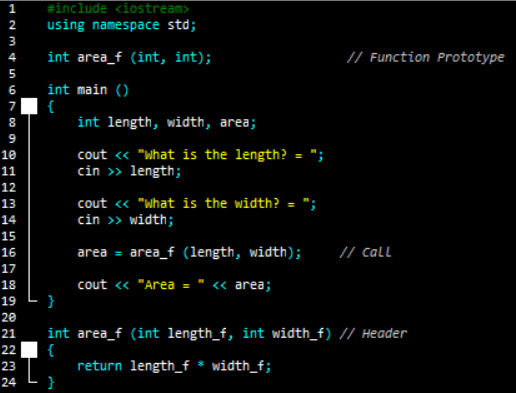 1 #include <iostream>
2 using namespace std;
3
4 int area_f (int, int); // Function Prototype
5
6 int main ()
7 {
8 int length, width, area;
9
10 cout << "What is the length? = ";
11 cin >> length;
12
13 cout << "What is the width? = ";
14 cin >> width;
15
16 area = area_f (length, width); // Call
17
18 cout << "Area = " << area;
19 }
20
21 int area_f (int length_f, int width_f) // Header
22 {
23 return length_f * width_f;
24 }